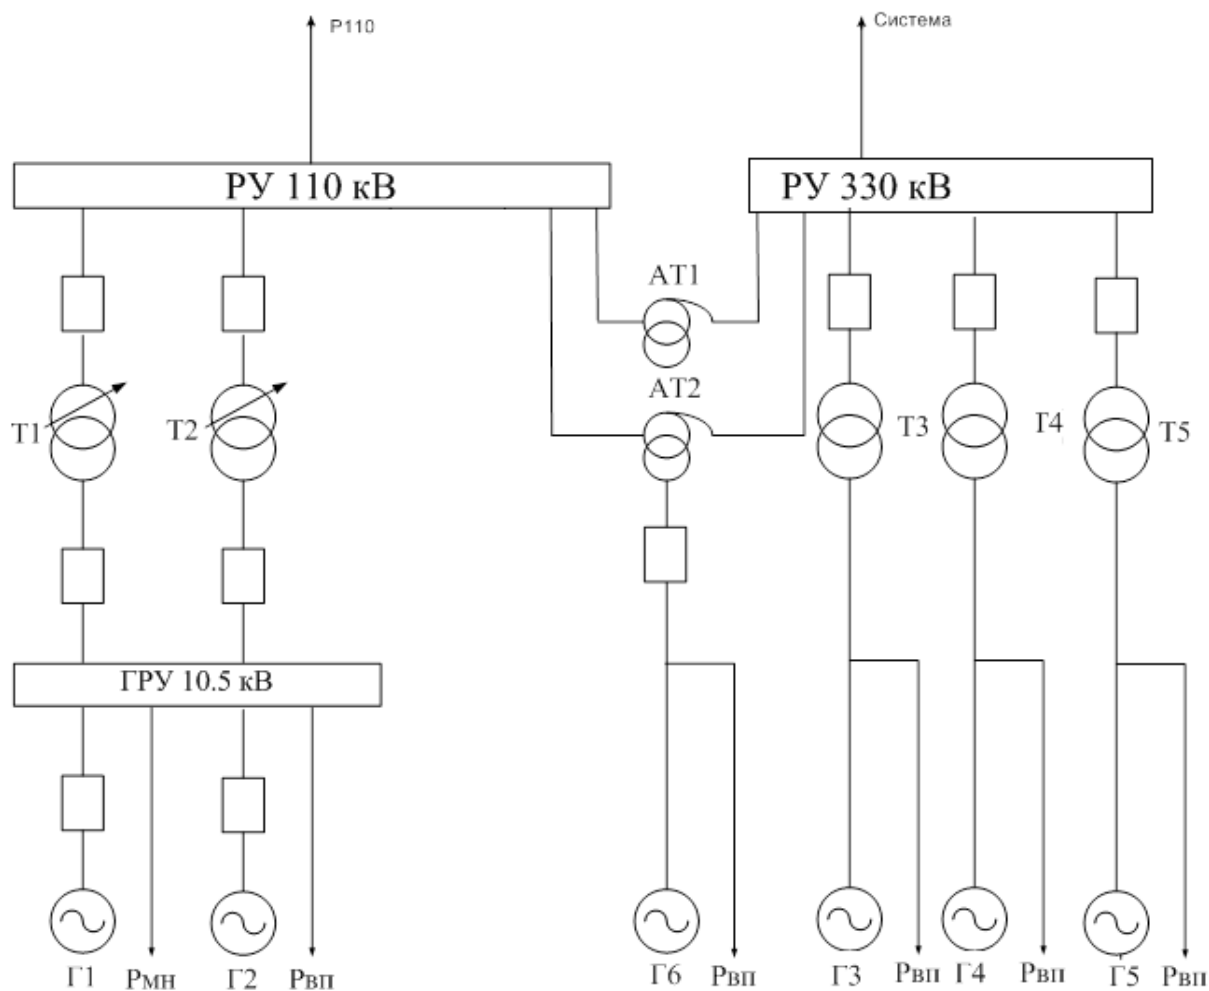 Р110
Система
РУ 110 кВ
РУ 330 кВ
АТ1
АТ2
Т1
Т2
Т3
Т4
Т5
ГРУ 10.5 кВ
Г1
Рмн
Г2
Рвп
Г6
Рвп
Г3
Рвп
Г4
Рвп
Г5
Рвп